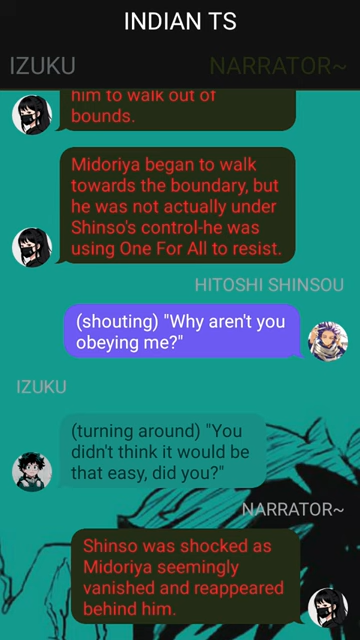 INDIAN TS
IZUKU
NARRATOR~
him to walk out of
bounds.
Midoriya began to walk
towards the boundary, but
he was not actually under
Shinso's control-he was
using One For All to resist.
HITOSHI SHINSOU
(shouting) "Why aren't you
obeying me?"
IZUKU
(turning around) "You
didn't think it would be
that easy, did you?"
NARRATOR~
Shinso was shocked as
Midoriya seemingly
vanished and reappeared
behind him.